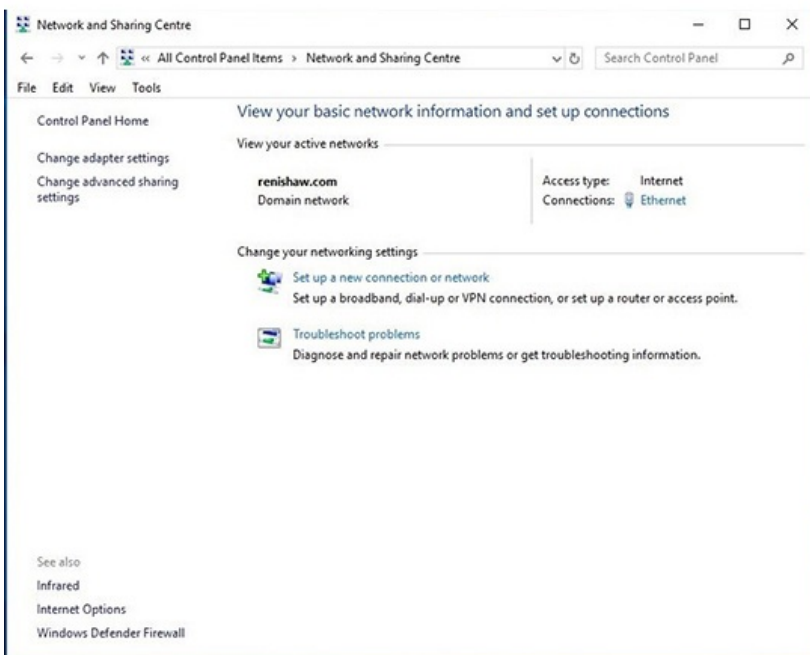 Network and Sharing Centre
« All Control Panel Items > Network and Sharing Centre
Search Control Panel
File Edit View Tools
Control Panel Home
Change adapter settings
Change advanced sharing
settings
View your basic network information and set up connections
View your active networks
renishaw.com
Domain network
Access type: Internet
Connections: Ethernet
Change your networking settings
Set up a new connection or network
Set up a broadband, dial-up or VPN connection, or set up a router or access point.
Troubleshoot problems
Diagnose and repair network problems or get troubleshooting information.
See also
Infrared
Internet Options
Windows Defender Firewall